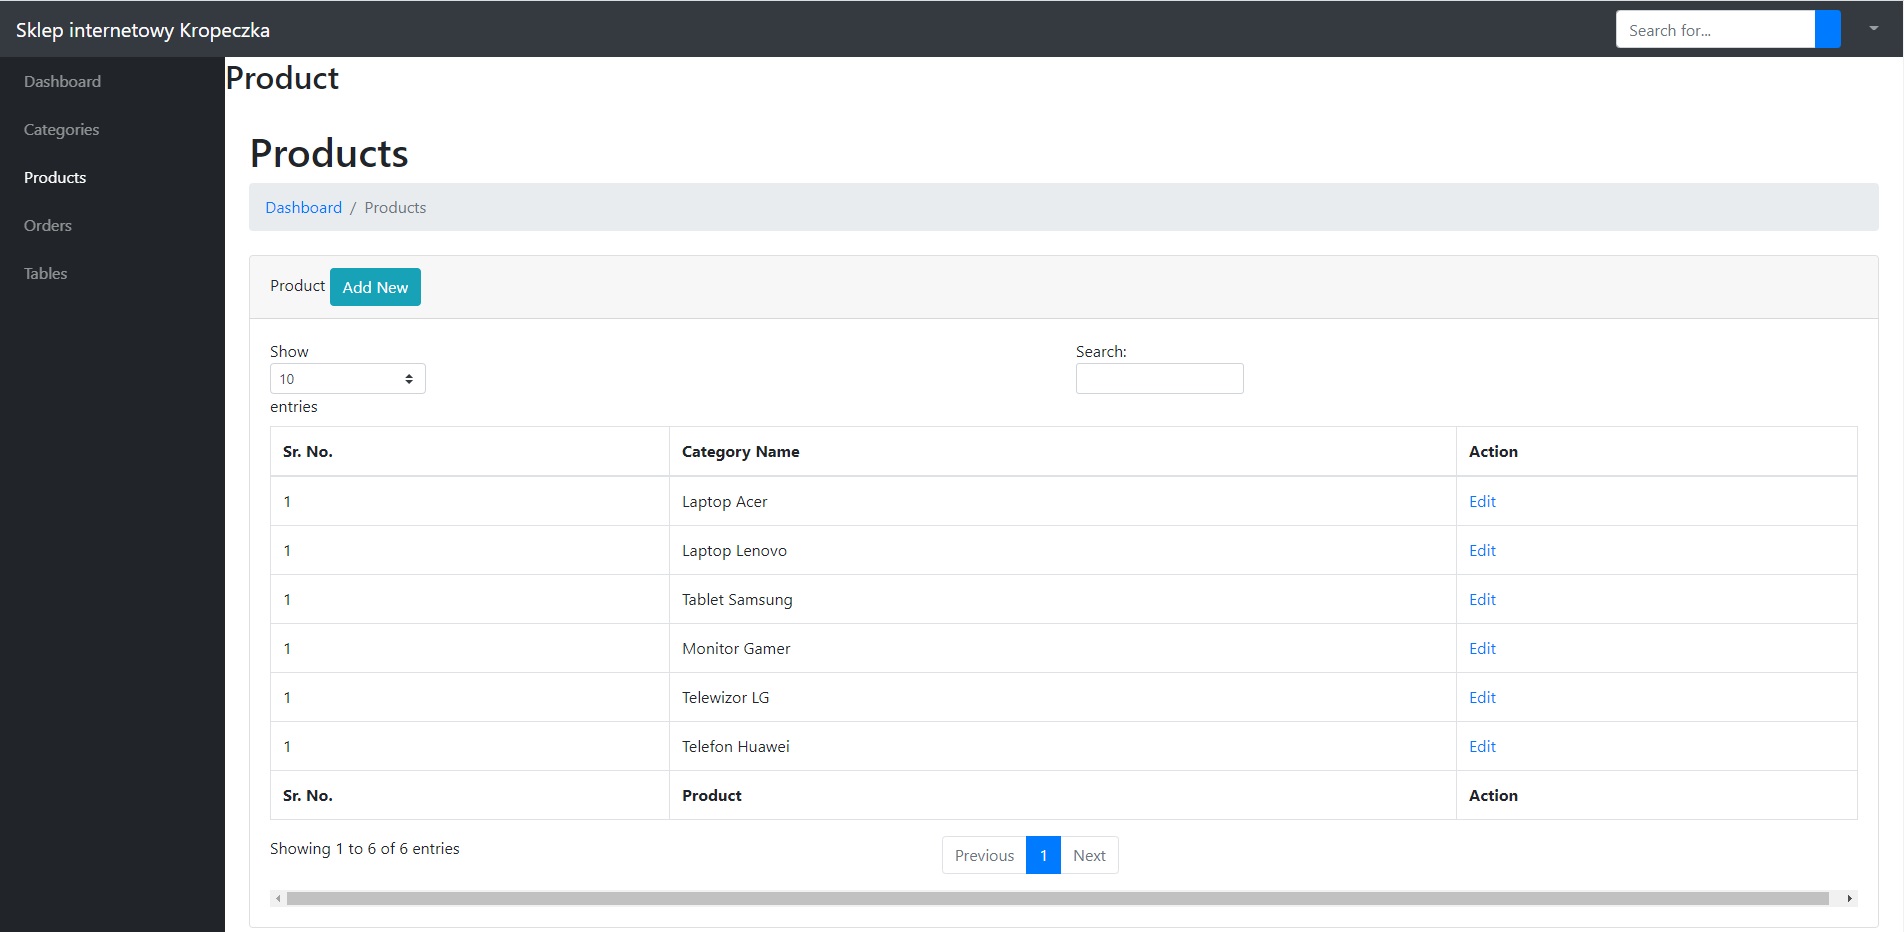 Sklep internetowy Kropeczka
Search for...
Dashboard
Categories
Products
Orders
Tables
Product
Products
Dashboard / Products
Product Add New
Show
10
entries
Search:
Sr. No. Category Name Action
1 Laptop Acer Edit
1 Laptop Lenovo Edit
1 Tablet Samsung Edit
1 Monitor Gamer Edit
1 Telewizor LG Edit
1 Telefon Huawei Edit
Sr. No. Product Action
Showing 1 to 6 of 6 entries
Previous 1 Next